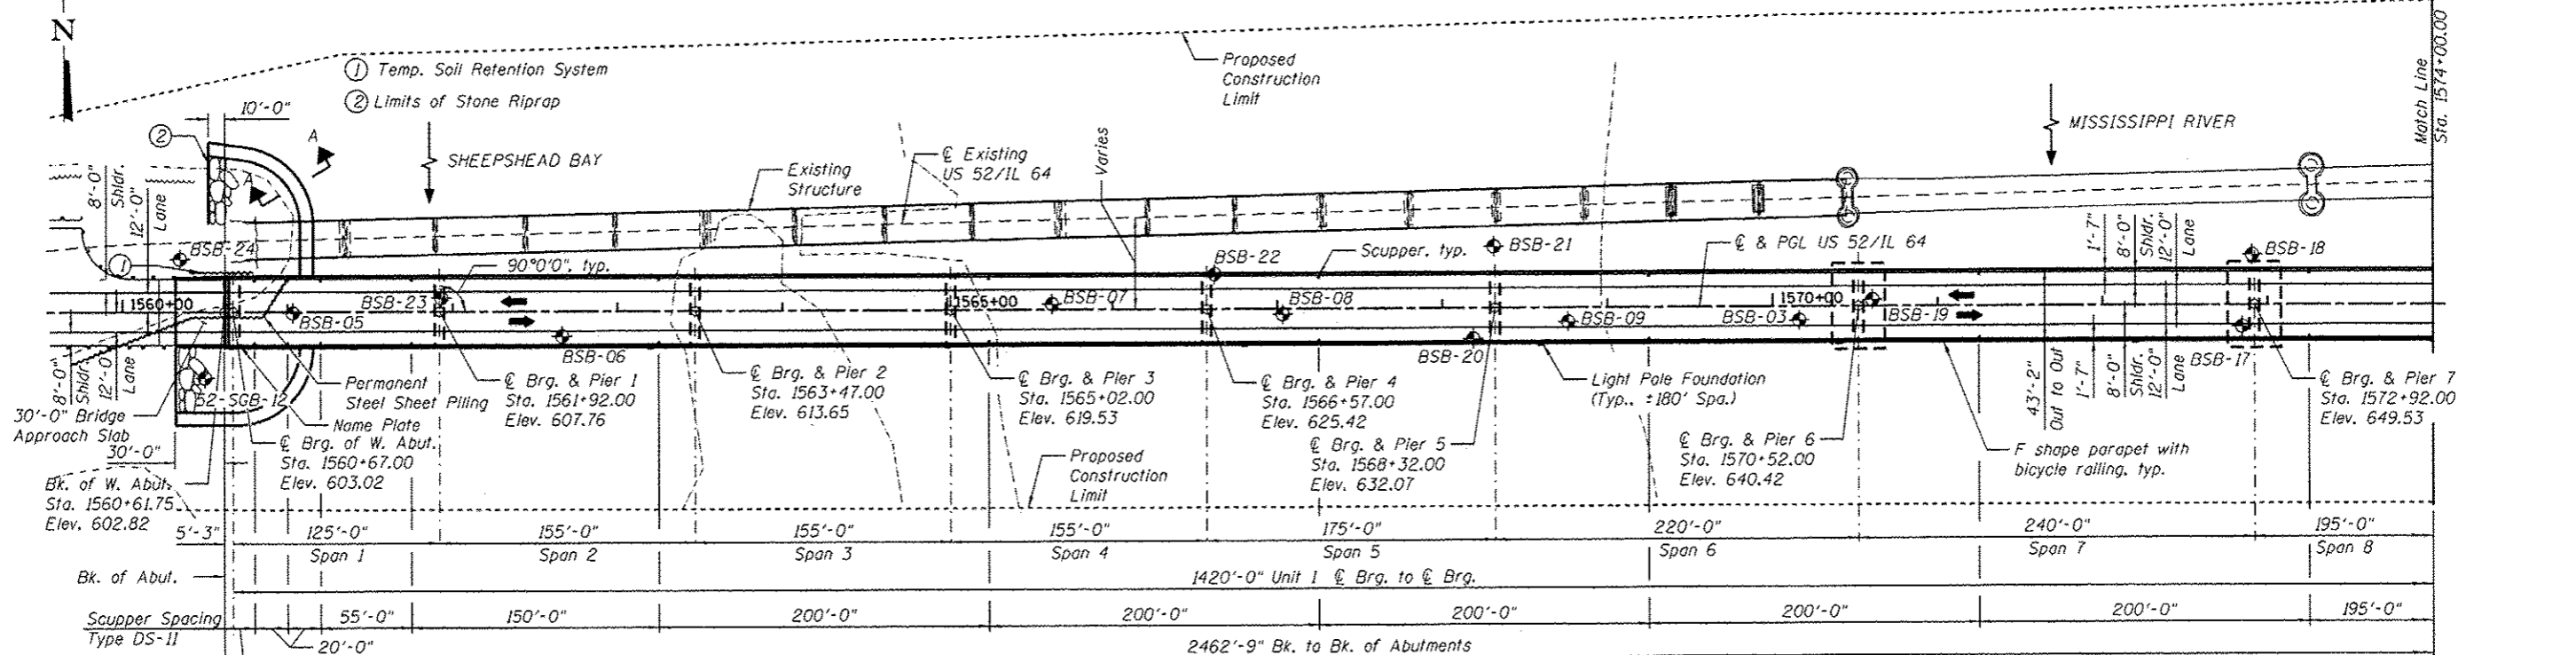 N
① Temp. Soil Retention System
② Limits of Stone Riprap
10'-0"
②
A
A
8'-0"
Shldr.
12'-0"
Lane
SHEEPSHEAD BAY
Existing
Structure
℄ Existing
US 52/IL 64
Varies
Proposed
Construction
Limit
MISSISSIPPI RIVER
Match Line
Sta. 1574+00.00
BSB-24
①
90°0'0", typ.
BSB-22
Scupper, typ.
BSB-21
℄ & PGL US 52/IL 64
1'-7"
8'-0"
Shldr.
12'-0"
Lane
BSB-18
1560+00
BSB-23
BSB-05
1565+00
BSB-07
BSB-08
1570+00
BSB-06
BSB-20
BSB-09
BSB-03
BSB-19
BSB-17
8'-0"
Shldr.
12'-0"
Lane
52-SGB-12
Permanent
Steel Sheet Piling
Name Plate
30'-0" Bridge
Approach Slab
30'-0"
Bk. of W. Abut.
Sta. 1560+61.75
Elev. 602.82
℄ Brg. of W. Abut.
Sta. 1560+67.00
Elev. 603.02
℄ Brg. & Pier 1
Sta. 1561+92.00
Elev. 607.76
℄ Brg. & Pier 2
Sta. 1563+47.00
Elev. 613.65
℄ Brg. & Pier 3
Sta. 1565+02.00
Elev. 619.53
℄ Brg. & Pier 4
Sta. 1566+57.00
Elev. 625.42
℄ Brg. & Pier 5
Sta. 1568+32.00
Elev. 632.07
Light Pole Foundation
(Typ., ±180' Spa.)
℄ Brg. & Pier 6
Sta. 1570+52.00
Elev. 640.42
43'-2"
Out to Out
1'-7"
8'-0"
Shldr.
12'-0"
Lane
℄ Brg. & Pier 7
Sta. 1572+92.00
Elev. 649.53
F shape parapet with
bicycle railing, typ.
Proposed
Construction
Limit
5'-3"
125'-0"
155'-0"
155'-0"
155'-0"
175'-0"
220'-0"
240'-0"
195'-0"
Span 1
Span 2
Span 3
Span 4
Span 5
Span 6
Span 7
Span 8
Bk. of Abut.
1420'-0" Unit 1 ℄ Brg. to ℄ Brg.
Scupper Spacing
Type DS-11
55'-0"
150'-0"
200'-0"
200'-0"
200'-0"
200'-0"
200'-0"
195'-0"
20'-0"
2462'-9" Bk. to Bk. of Abutments